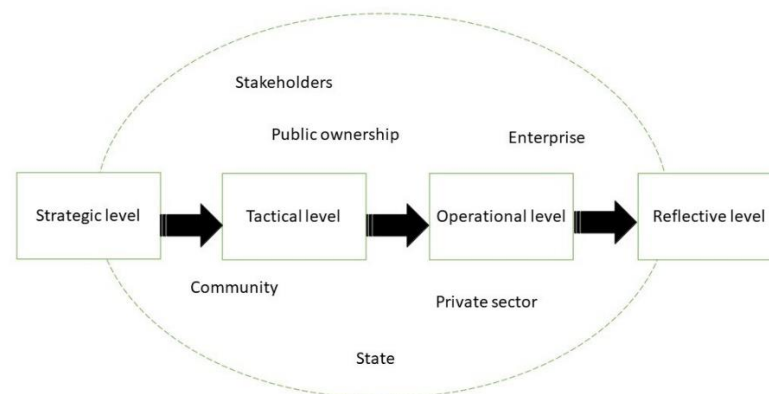 Stakeholders
Public ownership
Enterprise
Strategic level
Tactical level
Operational level
Reflective level
Community
Private sector
State